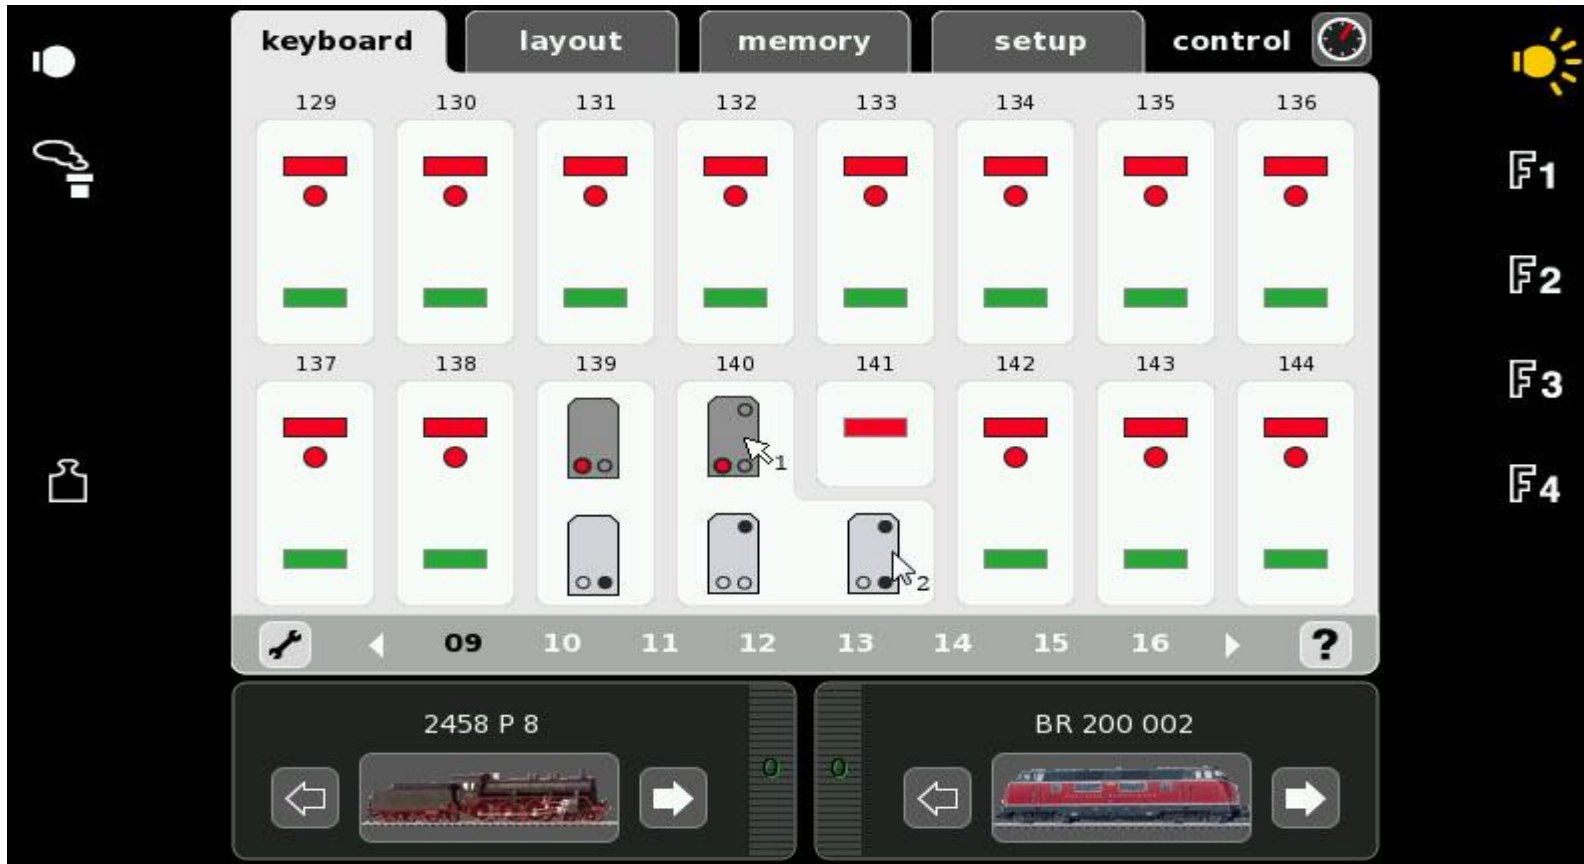 keyboard layout memory setup control
129 130 131 132 133 134 135 136
F1
F2
137 138 139 140 141 142 143 144
F3
1
F4
2
09 10 11 12 13 14 15 16 ?
2458 P 8 BR 200 002
0 0